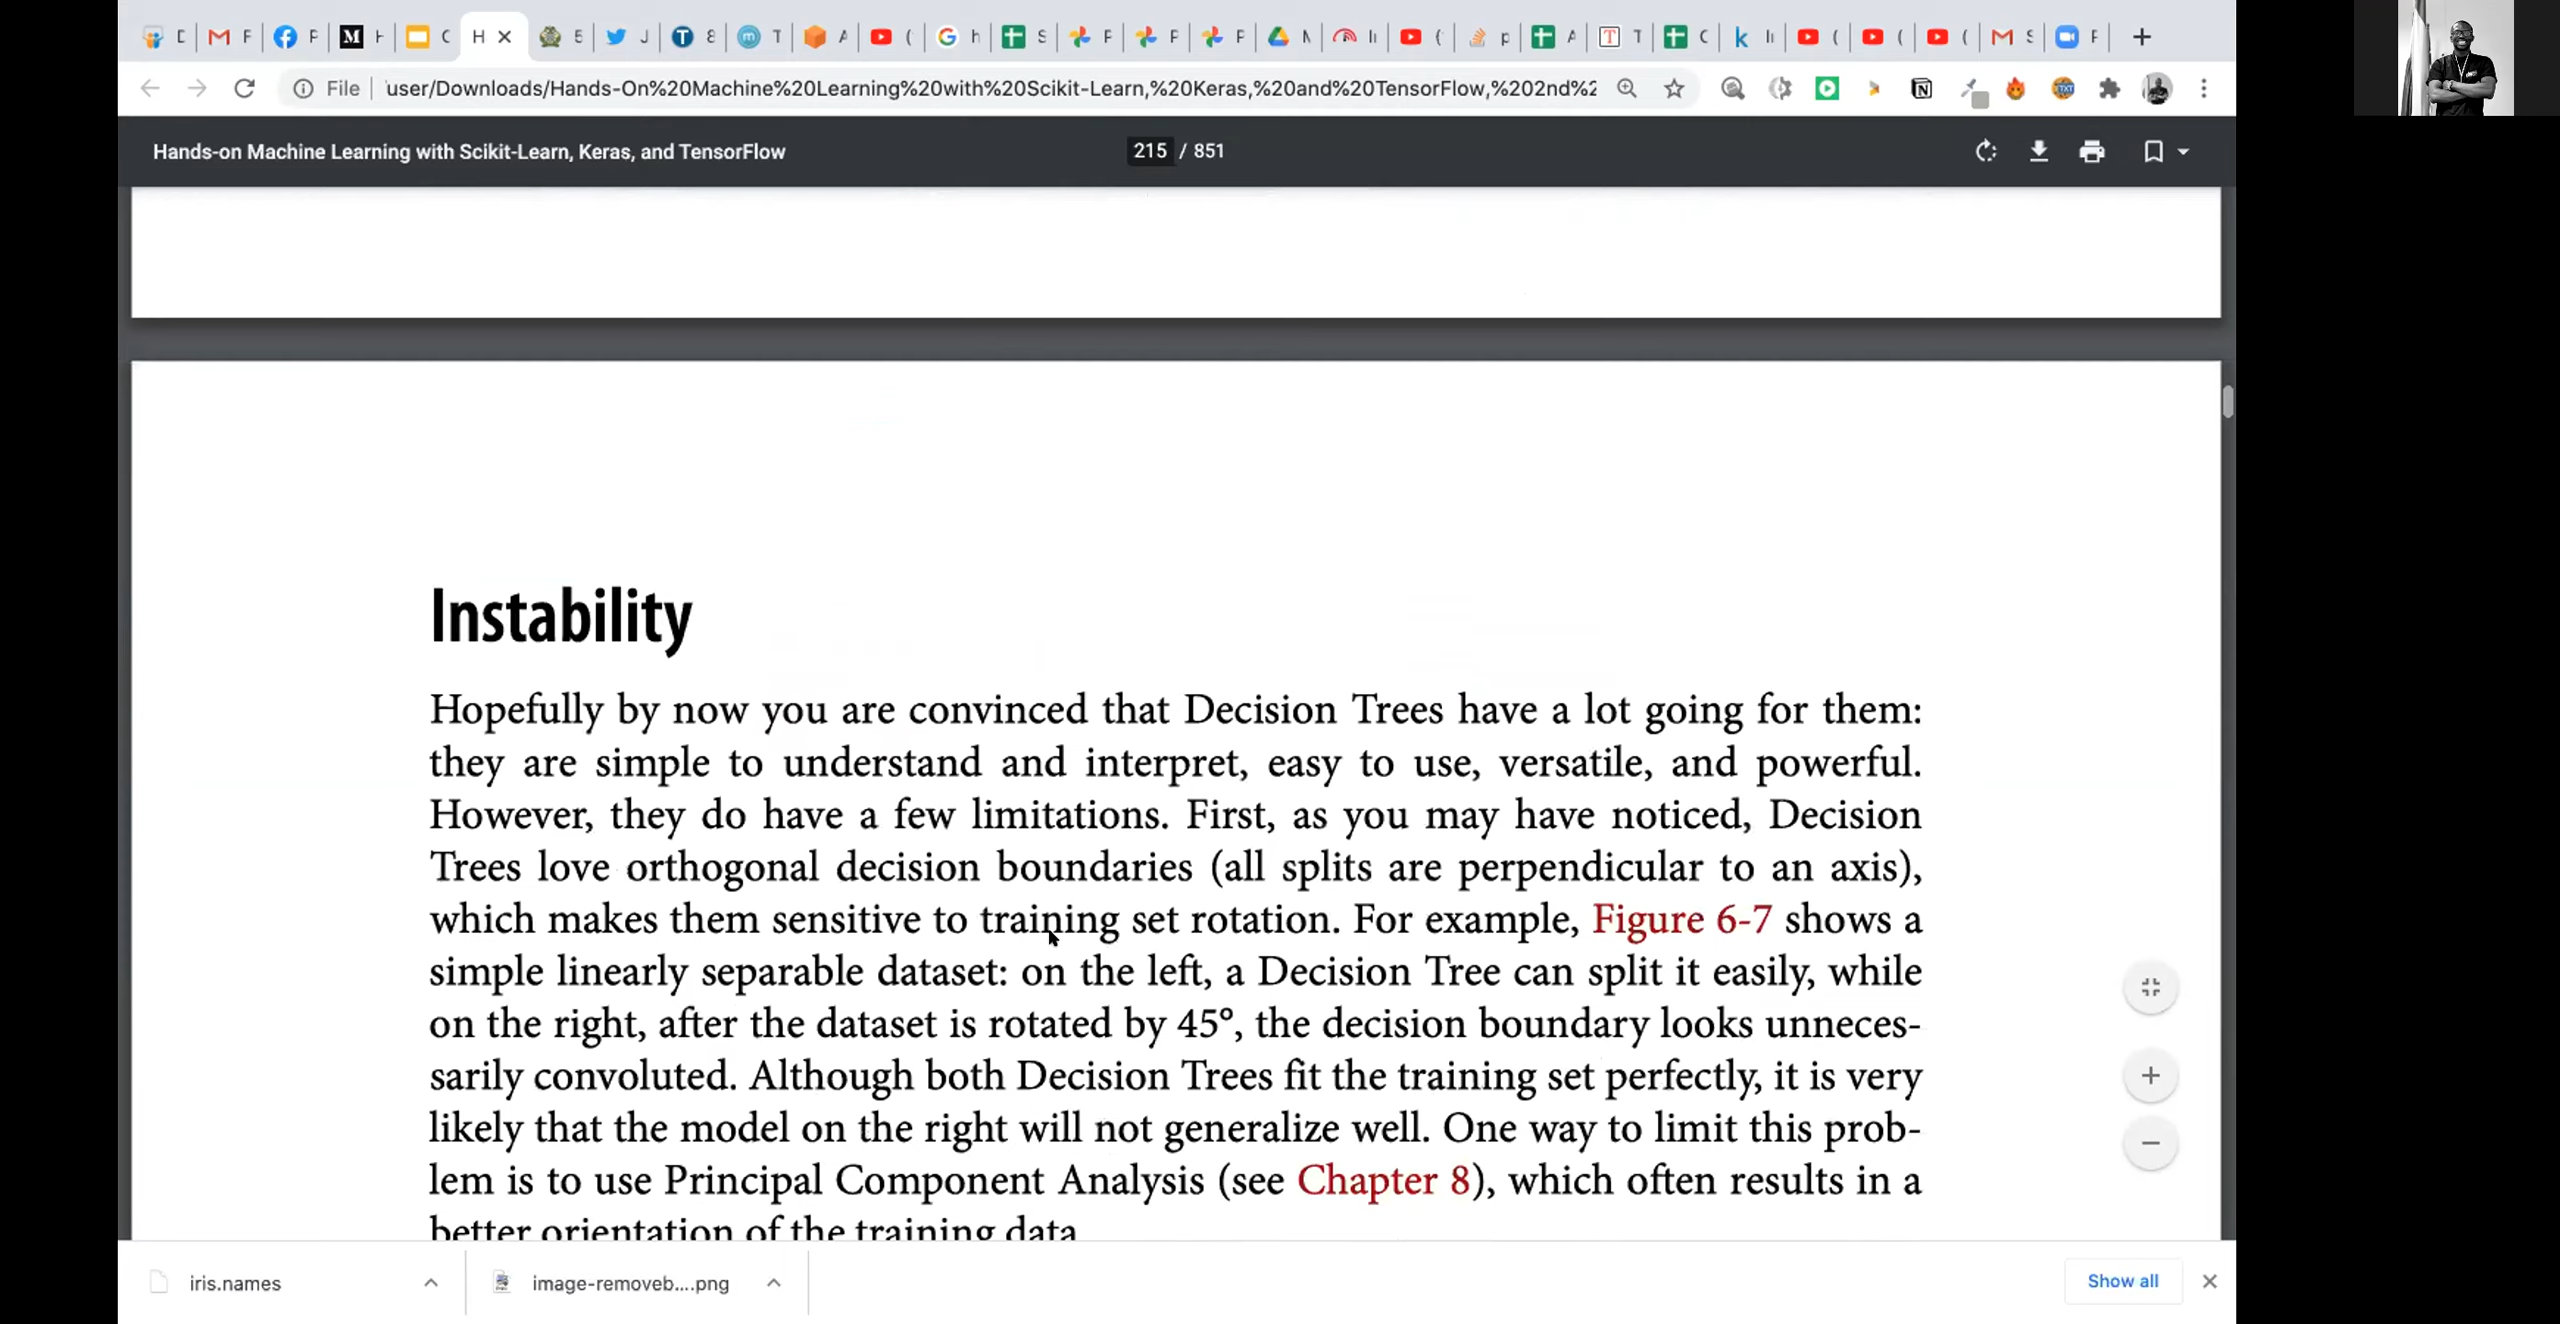 D F F H C H 5 J 8 T A ( h S F F F M I ( p A T C I ( ( ( S F
File user/Downloads/Hands-On%20Machine%20Learning%20with%20Scikit-Learn,%20Keras,%20and%20TensorFlow,%202nd%2
Hands-on Machine Learning with Scikit-Learn, Keras, and TensorFlow 215 / 851
Instability
Hopefully by now you are convinced that Decision Trees have a lot going for them:
they are simple to understand and interpret, easy to use, versatile, and powerful.
However, they do have a few limitations. First, as you may have noticed, Decision
Trees love orthogonal decision boundaries (all splits are perpendicular to an axis),
which makes them sensitive to training set rotation. For example, Figure 6-7 shows a
simple linearly separable dataset: on the left, a Decision Tree can split it easily, while
on the right, after the dataset is rotated by 45°, the decision boundary looks unneces-
sarily convoluted. Although both Decision Trees fit the training set perfectly, it is very
likely that the model on the right will not generalize well. One way to limit this prob-
lem is to use Principal Component Analysis (see Chapter 8), which often results in a
better orientation of the training data
iris.names image-removeb....png Show all